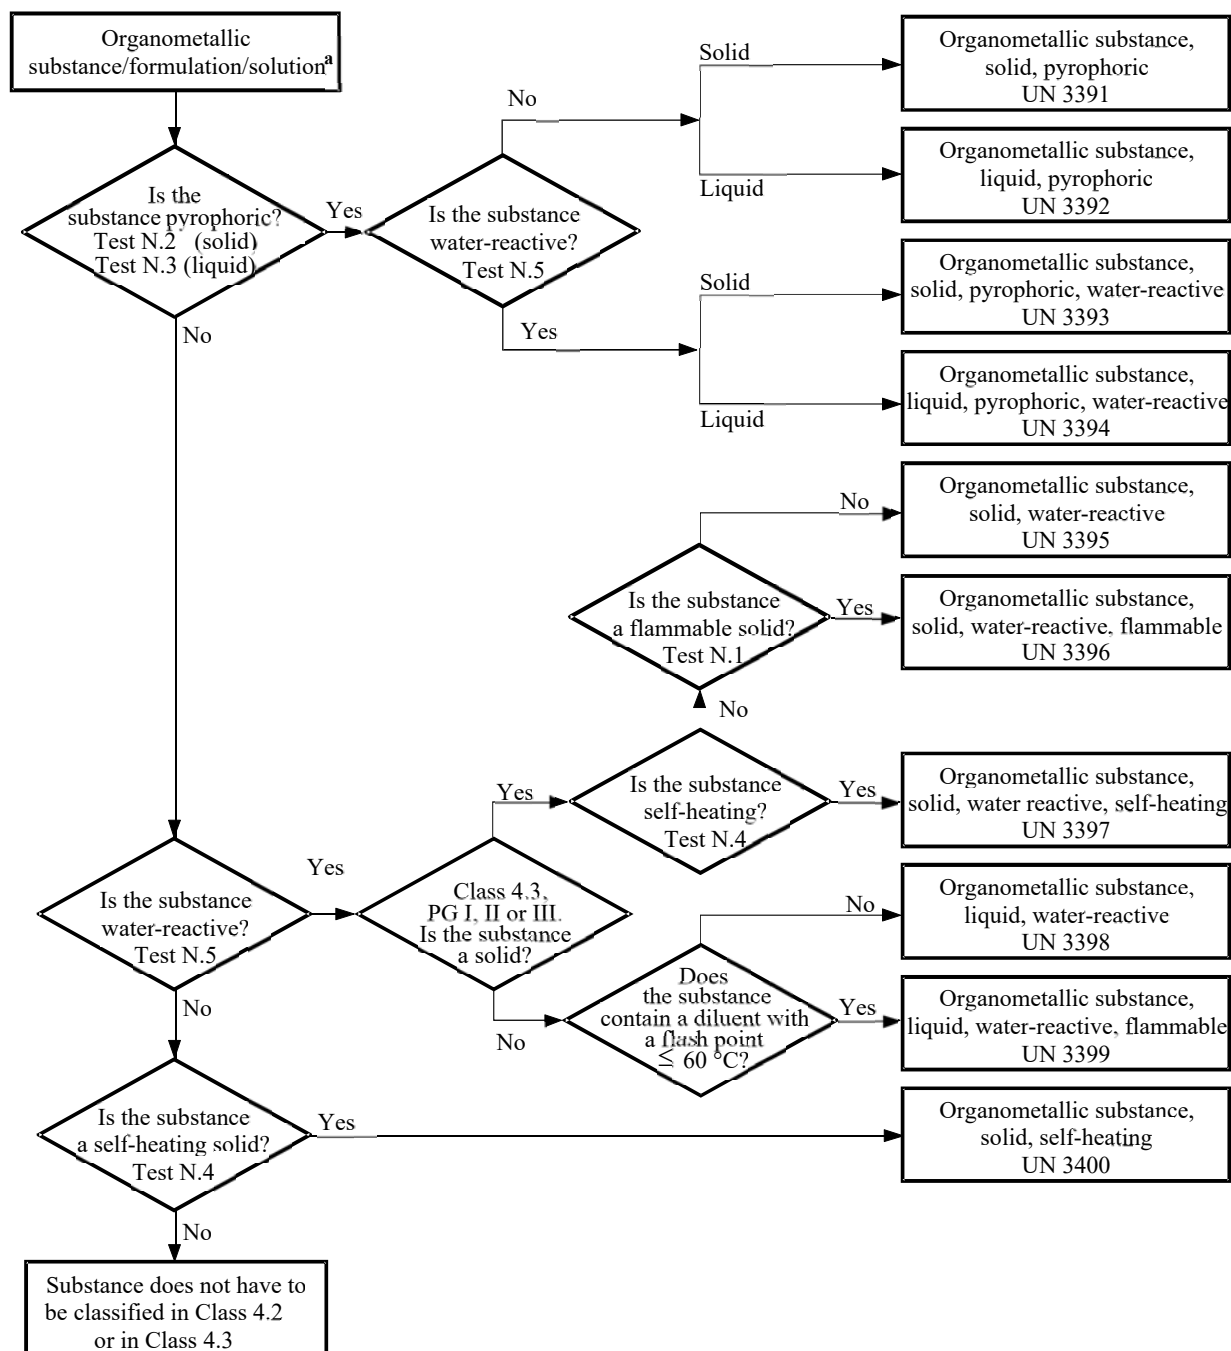 Organometallic
substance/formulation/solutionª
Is the
substance pyrophoric?
Test N.2 (solid)
Test N.3 (liquid)
Yes
No
Is the substance
water-reactive?
Test N.5
No
Yes
Solid
Liquid
Organometallic substance,
solid, pyrophoric
UN 3391
Organometallic substance,
liquid, pyrophoric
UN 3392
Solid
Liquid
Organometallic substance,
solid, pyrophoric, water-reactive
UN 3393
Organometallic substance,
liquid, pyrophoric, water-reactive
UN 3394
No
Organometallic substance,
solid, water-reactive
UN 3395
Is the substance
a flammable solid?
Test N.1
Yes
Organometallic substance,
solid, water-reactive, flammable
UN 3396
No
Is the substance
self-heating?
Test N.4
Yes
Organometallic substance,
solid, water reactive, self-heating
UN 3397
Is the substance
water-reactive?
Test N.5
Yes
No
Class 4.3,
PG I, II or III.
Is the substance
a solid?
Yes
No
Does
the substance
contain a diluent with
a flash point
≤ 60 °C?
No
Organometallic substance,
liquid, water-reactive
UN 3398
Yes
Organometallic substance,
liquid, water-reactive, flammable
UN 3399
Is the substance
a self-heating solid?
Test N.4
Yes
Organometallic substance,
solid, self-heating
UN 3400
No
Substance does not have to
be classified in Class 4.2
or in Class 4.3